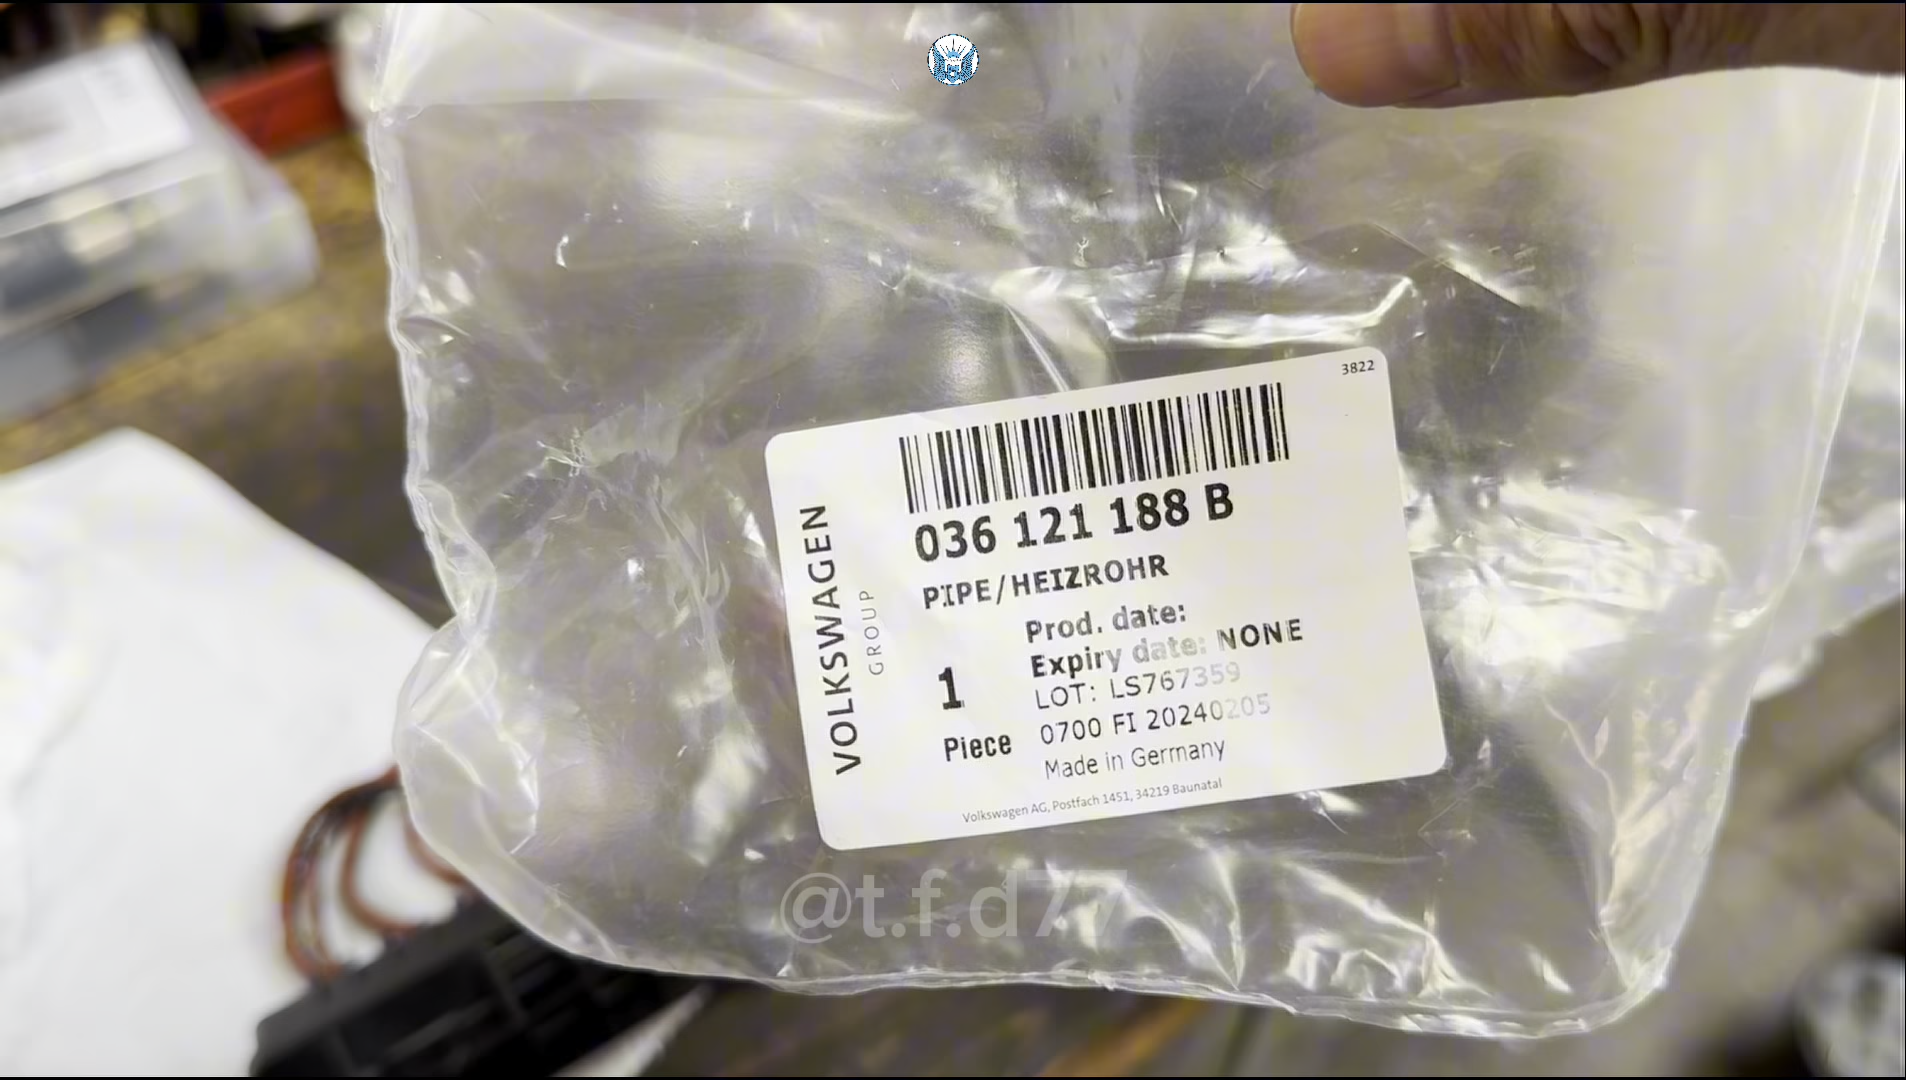 3822
036 121 188 B
PIPE/HEIZROHR
Prod. date:
Expiry date: NONE
LOT: LS767359
0700 FI 20240205
1
Piece
Made in Germany
Volkswagen AG, Postfach 1451, 34219 Baunatal
VOLKSWAGEN
GROUP
@t.f.d77